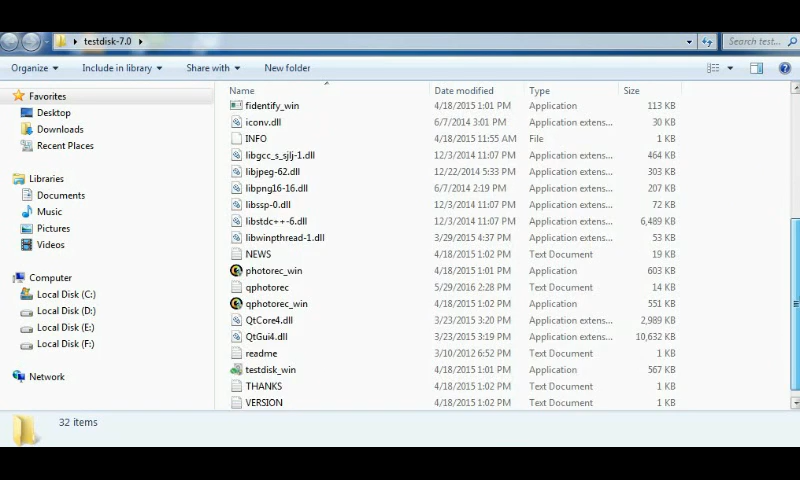 testdisk-7.0
Search test...
Organize
Include in library
Share with
New folder
Favorites
Desktop
Downloads
Recent Places
Libraries
Documents
Music
Pictures
Videos
Computer
Local Disk (C:)
Local Disk (D:)
Local Disk (E:)
Local Disk (F:)
Network
Name Date modified Type Size
fidentify_win 4/18/2015 1:01 PM Application 113 KB
iconv.dll 6/7/2014 3:01 PM Application extens... 30 KB
INFO 4/18/2015 11:55 AM File 1 KB
libgcc_s_sjlj-1.dll 12/3/2014 11:07 PM Application extens... 464 KB
libjpeg-62.dll 12/22/2014 5:33 PM Application extens... 303 KB
libpng16-16.dll 6/7/2014 2:19 PM Application extens... 207 KB
libssp-0.dll 12/3/2014 11:07 PM Application extens... 72 KB
libstdc++-6.dll 12/3/2014 11:07 PM Application extens... 6,489 KB
libwinpthread-1.dll 3/29/2015 4:37 PM Application extens... 53 KB
NEWS 4/18/2015 1:02 PM Text Document 19 KB
photorec_win 4/18/2015 1:01 PM Application 603 KB
qphotorec 5/29/2016 2:28 PM Text Document 14 KB
qphotorec_win 4/18/2015 1:02 PM Application 551 KB
QtCore4.dll 3/23/2015 3:20 PM Application extens... 2,989 KB
QtGui4.dll 3/23/2015 3:19 PM Application extens... 10,632 KB
readme 3/10/2012 6:52 PM Text Document 1 KB
testdisk_win 4/18/2015 1:01 PM Application 567 KB
THANKS 4/18/2015 1:02 PM Text Document 1 KB
VERSION 4/18/2015 1:02 PM Text Document 1 KB
32 items